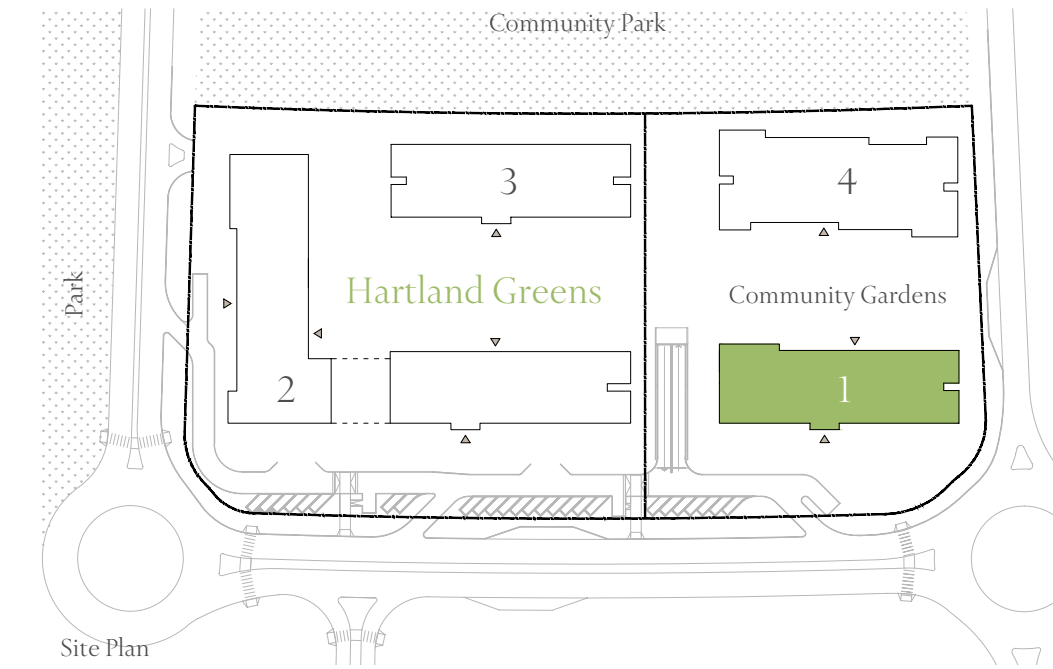 Community Park
3
4
Park
Hartland Greens
Community Gardens
2
1
Site Plan